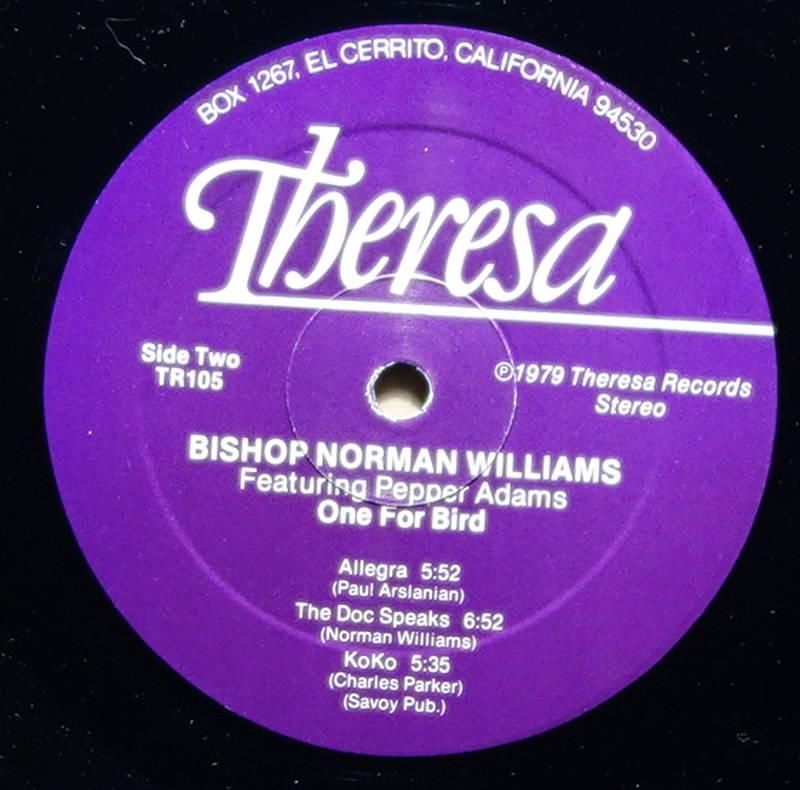 BOX 1267, EL CERRITO, CALIFORNIA 94530
Theresa
Side Two
TR105
℗1979 Theresa Records
Stereo
BISHOP NORMAN WILLIAMS
Featuring Pepper Adams
One For Bird
Allegra 5:52
(Paul Arslanian)
The Doc Speaks 6:52
(Norman Williams)
KoKo 5:35
(Charles Parker)
(Savoy Pub.)